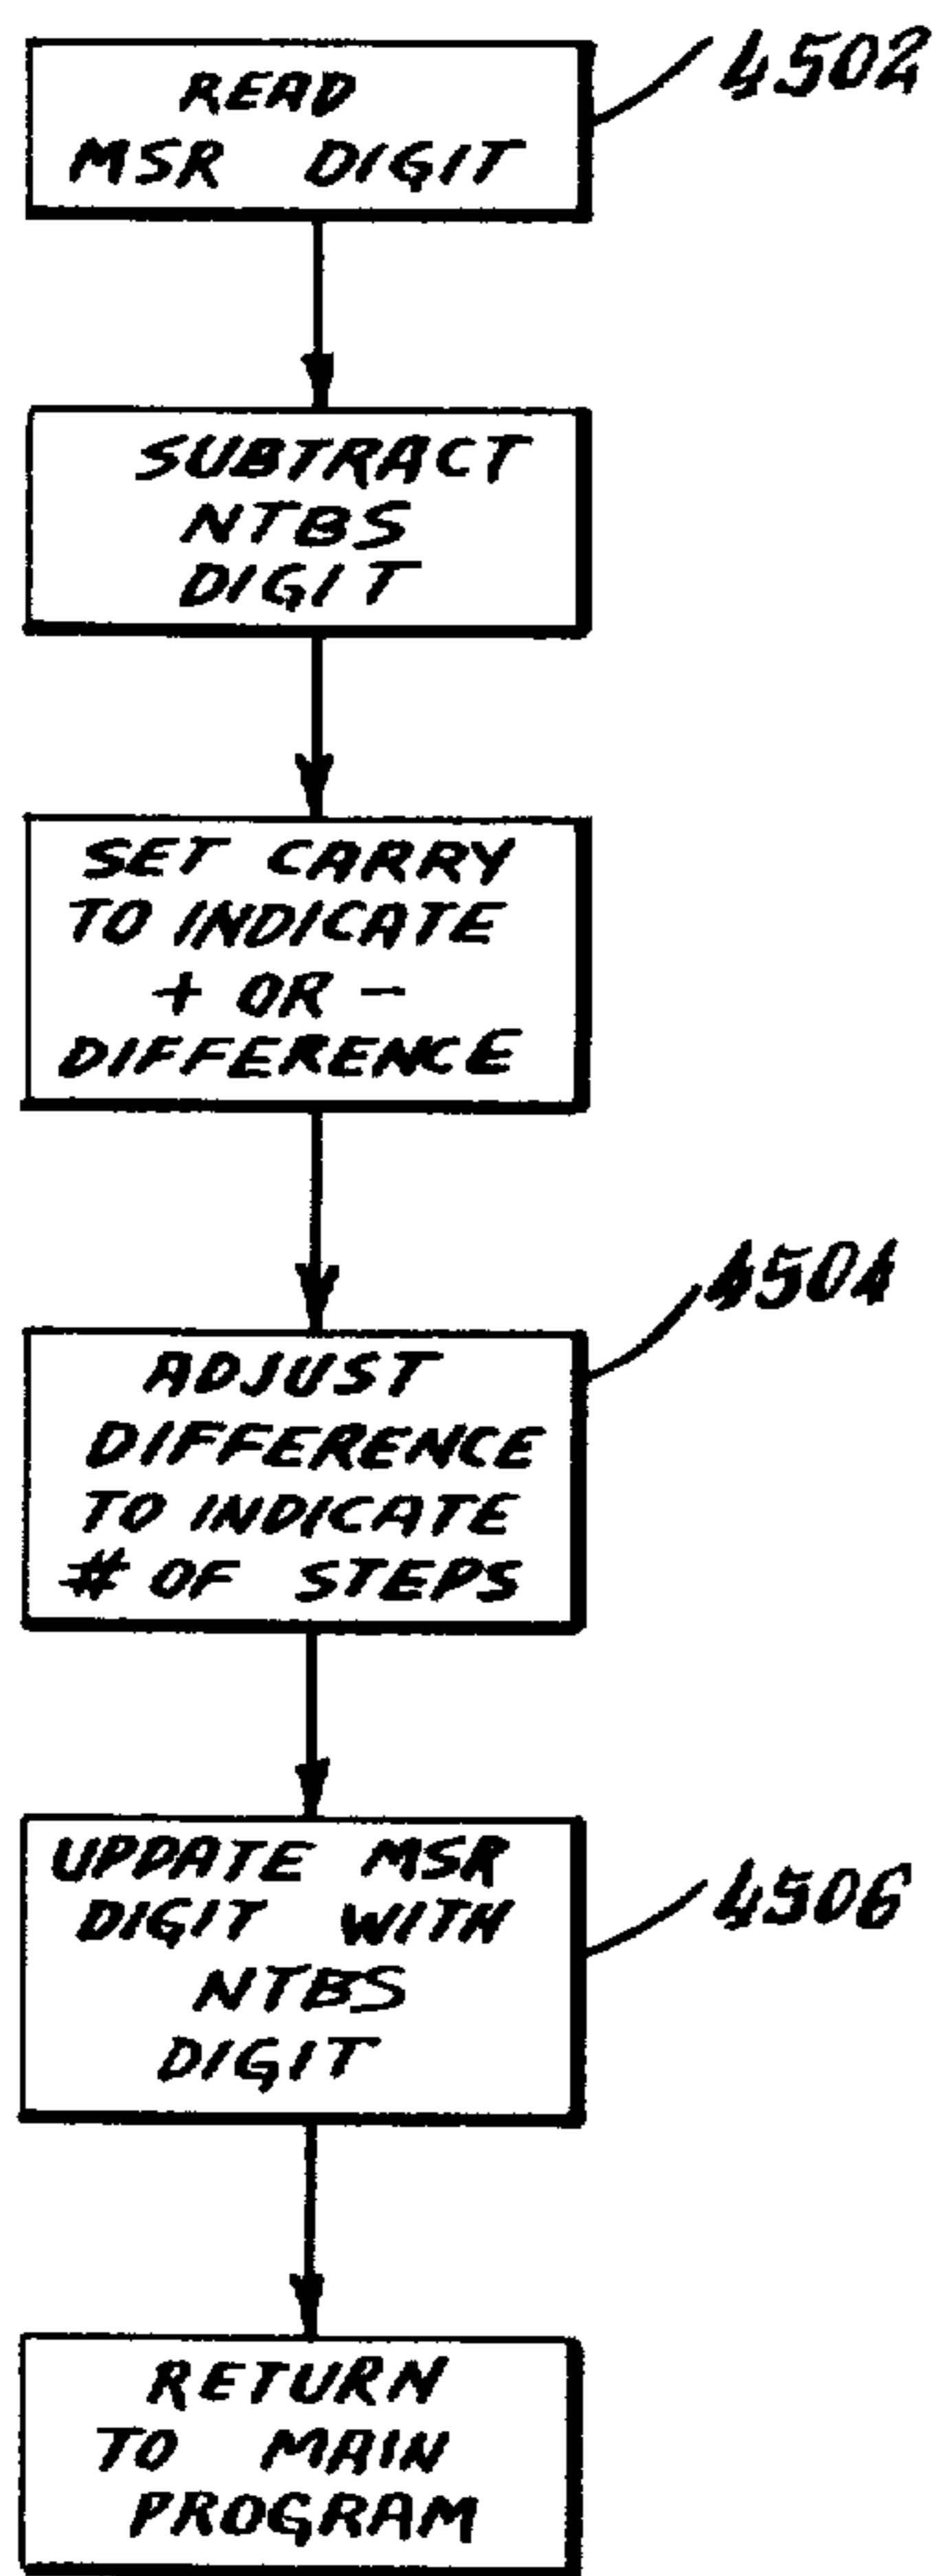 READ
MSR DIGIT
4502
SUBTRACT
NTBS
DIGIT
SET CARRY
TO INDICATE
+ OR -
DIFFERENCE
4504
ADJUST
DIFFERENCE
TO INDICATE
# OF STEPS
UPDATE MSR
DIGIT WITH
NTBS
DIGIT
4506
RETURN
TO MAIN
PROGRAM